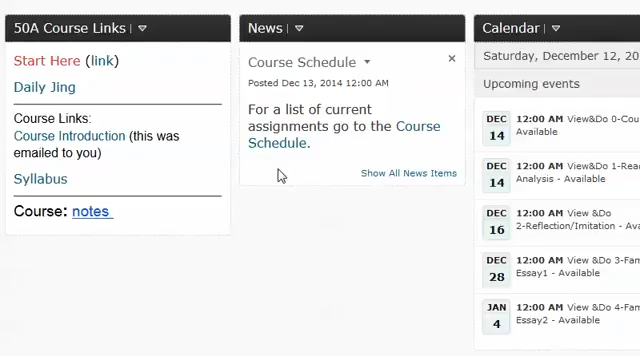 50A Course Links
Start Here (link)
Daily Jing
Course Links:
Course Introduction (this was
emailed to you)
Syllabus
Course: notes
News
Course Schedule
Posted Dec 13, 2014 12:00 AM
For a list of current
assignments go to the Course
Schedule.
Show All News Items
Calendar
Saturday, December 12, 20
Upcoming events
DEC
14
12:00 AM View&Do 0-Cou
Available
DEC
14
12:00 AM View&Do 1-Rea
Analysis - Available
DEC
16
12:00 AM View &Do
2-Reflection/Imitation - Ava
DEC
28
12:00 AM View &Do 3-Fam
Essay1 - Available
JAN
4
12:00 AM View &Do 4-Fam
Essay2 - Available